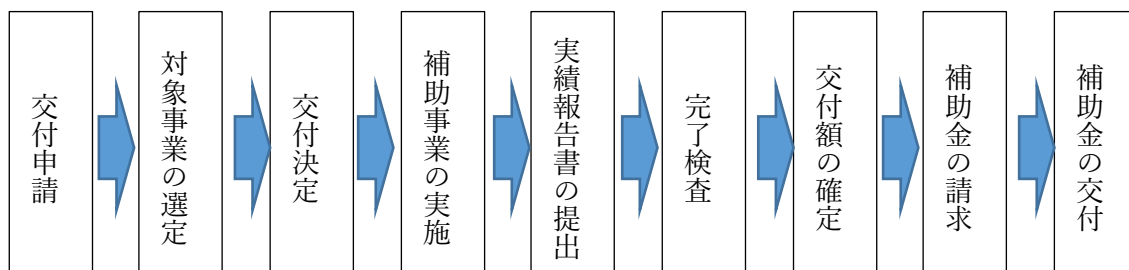 交付申請
対象事業の選定
交付決定
補助事業の実施
実績報告書の提出
完了検査
交付額の確定
補助金の請求
補助金の交付